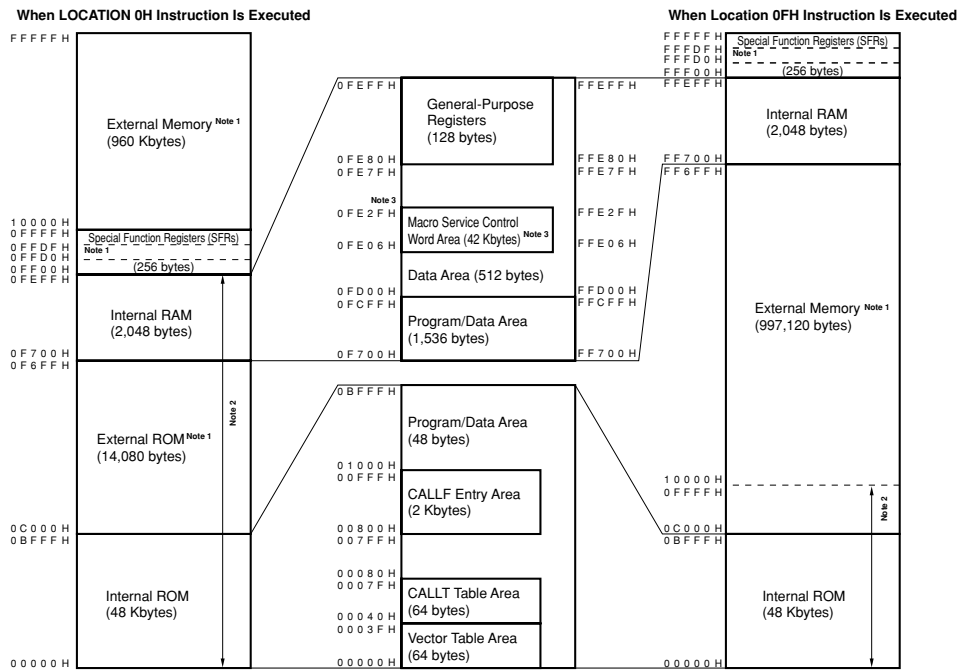 When LOCATION 0H Instruction Is Executed
FFFFFH
External Memory Note 1
(960 Kbytes)
10000H
0FFFFH
Special Function Registers (SFRs)
0FFDFH
Note 1
0FFD0H
0FF00H
(256 bytes)
0FEFFH
Internal RAM
(2,048 bytes)
0F700H
0F6FFH
Note 2
External ROM Note 1
(14,080 bytes)
0C000H
0BFFFH
Internal ROM
(48 Kbytes)
00000H
0FEFFH
FFEFFH
General-Purpose
Registers
(128 bytes)
0FE80H
FFE80H
0FE7FH
FFE7FH
Note 3
0FE2FH
FFE2FH
Macro Service Control
Word Area (42 Kbytes) Note 3
0FE06H
FFE06H
Data Area (512 bytes)
0FD00H
FFD00H
0FCFFH
FFCFFH
Program/Data Area
(1,536 bytes)
0F700H
FF700H
0BFFFH
Program/Data Area
(48 bytes)
01000H
00FFFH
CALLF Entry Area
(2 Kbytes)
00800H
007FFH
00080H
0007FH
CALLT Table Area
(64 bytes)
00040H
0003FH
Vector Table Area
(64 bytes)
00000H
When Location 0FH Instruction Is Executed
FFFFFH
Special Function Registers (SFRs)
FFFDFH
Note 1
FFFD0H
FFF00H
(256 bytes)
FFEFFH
Internal RAM
(2,048 bytes)
FF700H
FF6FFH
External Memory Note 1
(997,120 bytes)
10000H
0FFFFH
Note 2
0C000H
0BFFFH
Internal ROM
(48 Kbytes)
00000H